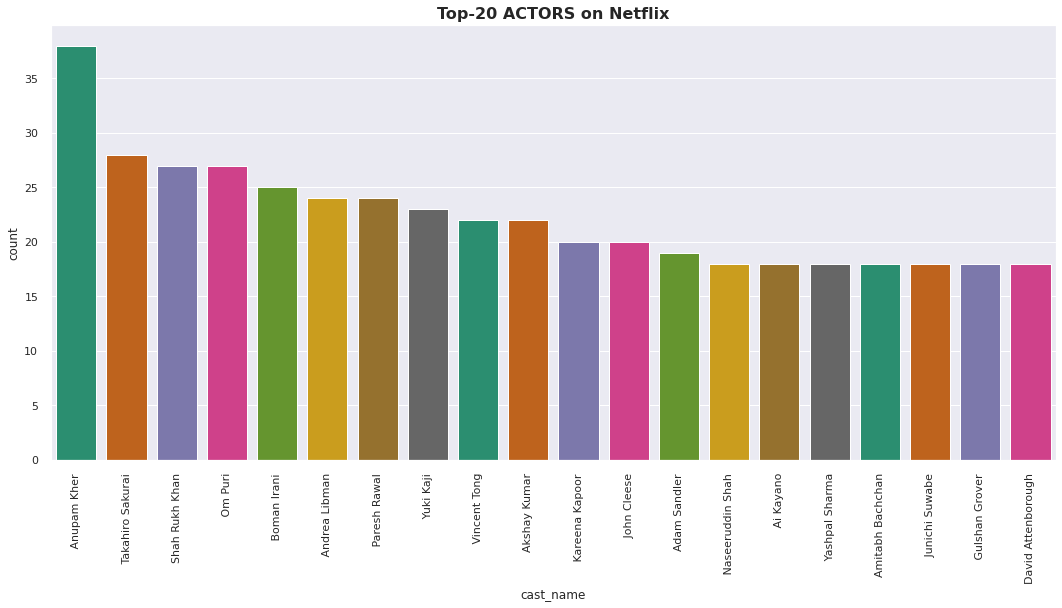 Top-20 ACTORS on Netflix
count
35
30
25
20
15
10
5
0
Anupam Kher
Takahiro Sakurai
Shah Rukh Khan
Om Puri
Boman Irani
Andrea Libman
Paresh Rawal
Yuki Kaji
Vincent Tong
Akshay Kumar
Kareena Kapoor
John Cleese
Adam Sandler
Naseeruddin Shah
Ai Kayano
Yashpal Sharma
Amitabh Bachchan
Junichi Suwabe
Gulshan Grover
David Attenborough
cast_name